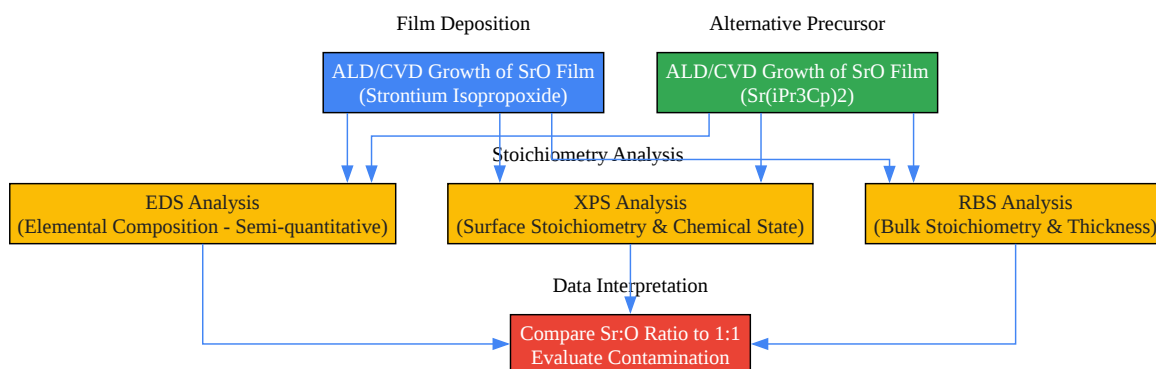 Film Deposition
Alternative Precursor
ALD/CVD Growth of SrO Film
(Strontium Isopropoxide)
ALD/CVD Growth of SrO Film
(Sr(iPr3Cp)2)
Stoichiometry Analysis
EDS Analysis
(Elemental Composition - Semi-quantitative)
XPS Analysis
(Surface Stoichiometry & Chemical State)
RBS Analysis
(Bulk Stoichiometry & Thickness)
Data Interpretation
Compare Sr:O Ratio to 1:1
Evaluate Contamination